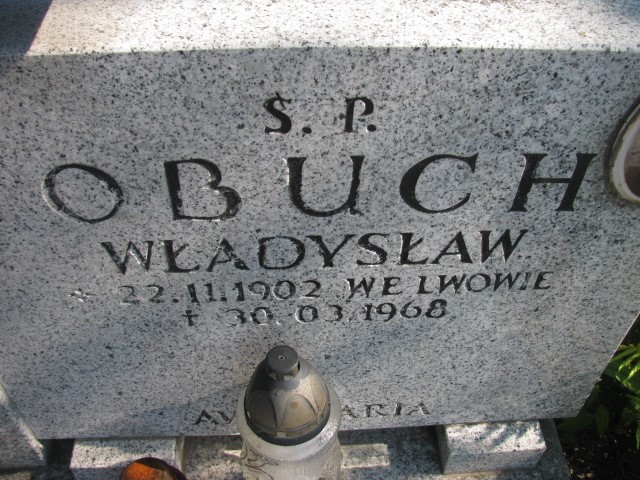 Ś. P.
OBUCH
WŁADYSŁAW
* 22.11.1902 WE LWOWIE
† 30.03.1968